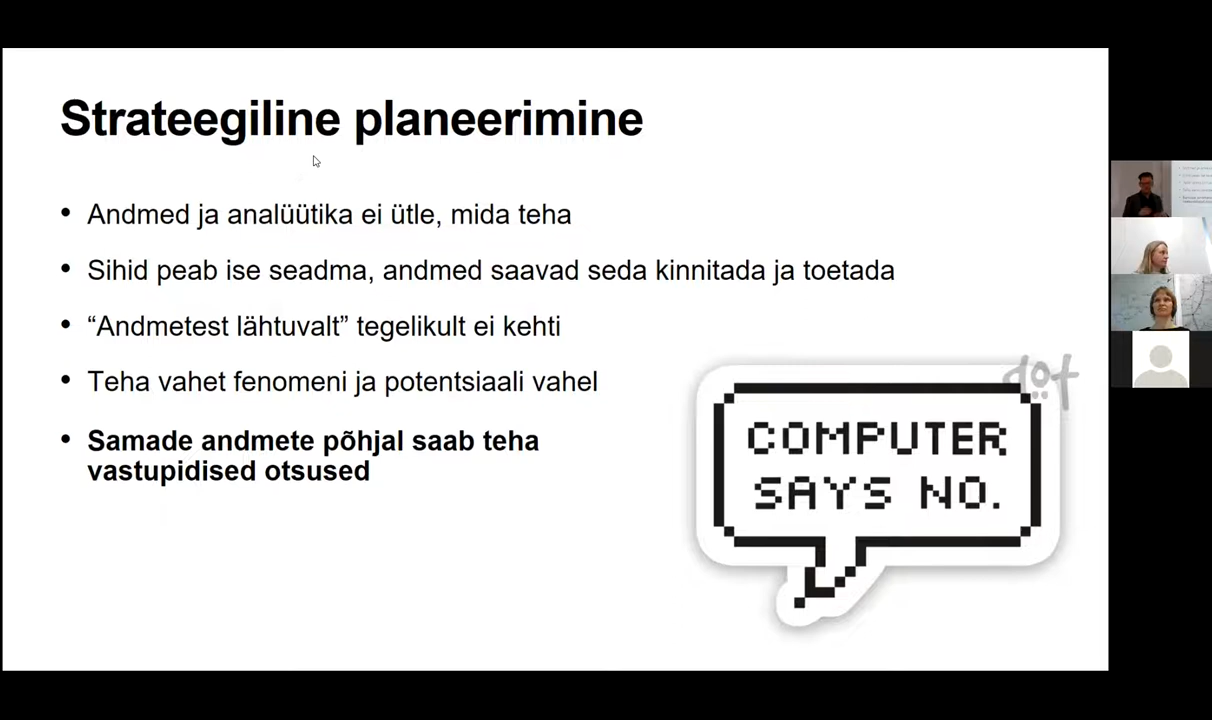 Strateegiline planeerimine
• Andmed ja analüütika ei ütle, mida teha
• Sihid peab ise seadma, andmed saavad seda kinnitada ja toetada
• “Andmetest lähtuvalt” tegelikult ei kehti
• Teha vahet fenomeni ja potentsiaali vahel
• Samade andmete põhjal saab teha
vastupidised otsused
dot
COMPUTER
SAYS NO.